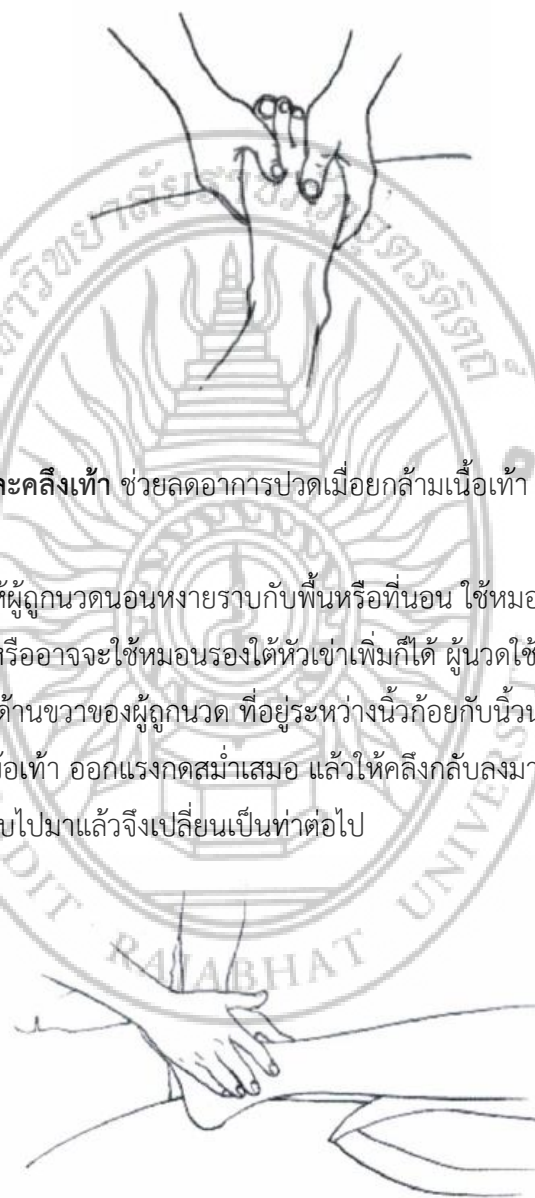 ะคลึงเท้า ช่วยลดอาการปวดเมื่อยกล้ามเนื้อเท้า
ห้ผู้ถูกนวดนอนหงายราบกับพื้นหรือที่นอน ใช้หมอ
หรืออาจจะใช้หมอนรองใต้หัวเข่าเพิ่มก็ได้ ผู้นวดใช้
ด้านขวาของผู้ถูกนวด ที่อยู่ระหว่างนิ้วก้อยกับนิ้วน
้อเท้า ออกแรงกดสม่ำเสมอ แล้วให้คลึงกลับลงมา
บไปมาแล้วจึงเปลี่ยนเป็นท่าต่อไป
RAJABHAT